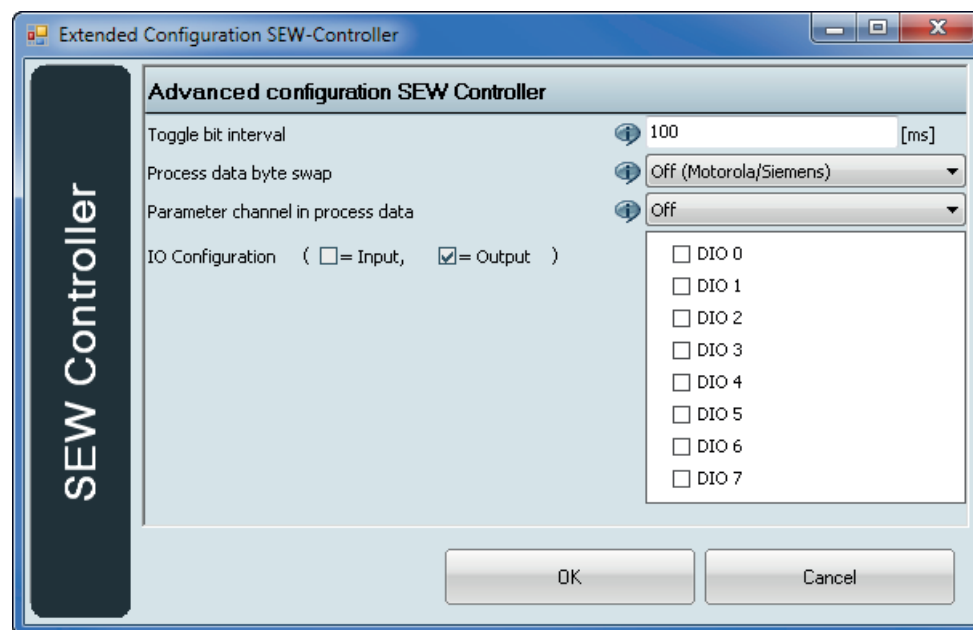 Extended Configuration SEW-Controller
SEW Controller
Advanced configuration SEW Controller
Toggle bit interval 100 [ms]
Process data byte swap Off (Motorola/Siemens)
Parameter channel in process data Off
IO Configuration ( = Input, = Output )
DIO 0
DIO 1
DIO 2
DIO 3
DIO 4
DIO 5
DIO 6
DIO 7
OK Cancel